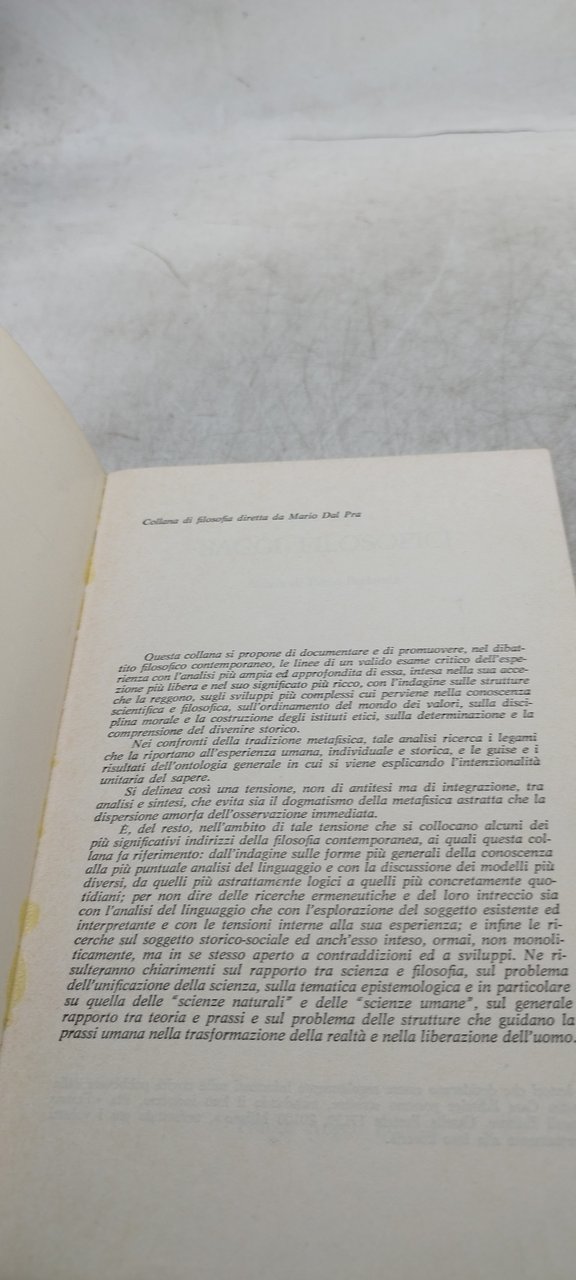 Collana di filosofia diretta da Mario Dal Pra
Questa collana si propone di documentare e di promuovere, nel dibat-
tito filosofico contemporaneo, le linee di un valido esame critico dell'espe-
rienza con l'analisi più ampia ed approfondita di essa, intesa nella sua acce-
zione più libera e nel suo significato più ricco, con l'indagine sulle strutture
che la reggono, sugli sviluppi più complessi cui perviene nella conoscenza
scientifica e filosofica, sull'ordinamento del mondo dei valori, sulla disci-
plina morale e la costruzione degli istituti etici, sulla determinazione e la
comprensione del divenire storico.
Nei confronti della tradizione metafisica, tale analisi ricerca i legami
che la riportano all'esperienza umana, individuale e storica, e le guise e i
risultati dell'ontologia generale in cui si viene esplicando l'intenzionalità
unitaria del sapere.
Si delinea così una tensione, non di antitesi ma di integrazione, tra
analisi e sintesi, che evita sia il dogmatismo della metafisica astratta che la
dispersione amorfa dell'osservazione immediata.
È, del resto, nell'ambito di tale tensione che si collocano alcuni dei
più significativi indirizzi della filosofia contemporanea, ai quali questa col-
lana fa riferimento: dall'indagine sulle forme più generali della conoscenza
alla più puntuale analisi del linguaggio e con la discussione dei modelli più
diversi, da quelli più astrattamente logici a quelli più concretamente quo-
tidiani; per non dire delle ricerche ermeneutiche e del loro intreccio sia
con l'analisi del linguaggio che con l'esplorazione del soggetto esistente ed
interpretante e con le tensioni interne alla sua esperienza; e infine le ri-
cerche sul soggetto storico-sociale ed anch'esso inteso, ormai, non monoli-
ticamente, ma in se stesso aperto a contraddizioni ed a sviluppi. Ne ri-
sulteranno chiarimenti sul rapporto tra scienza e filosofia, sul problema
dell'unificazione della scienza, sulla tematica epistemologica e in particolare
su quella delle "scienze naturali" e delle "scienze umane", sul generale
rapporto tra teoria e prassi e sul problema delle strutture che guidano la
prassi umana nella trasformazione della realtà e nella liberazione dell'uomo.